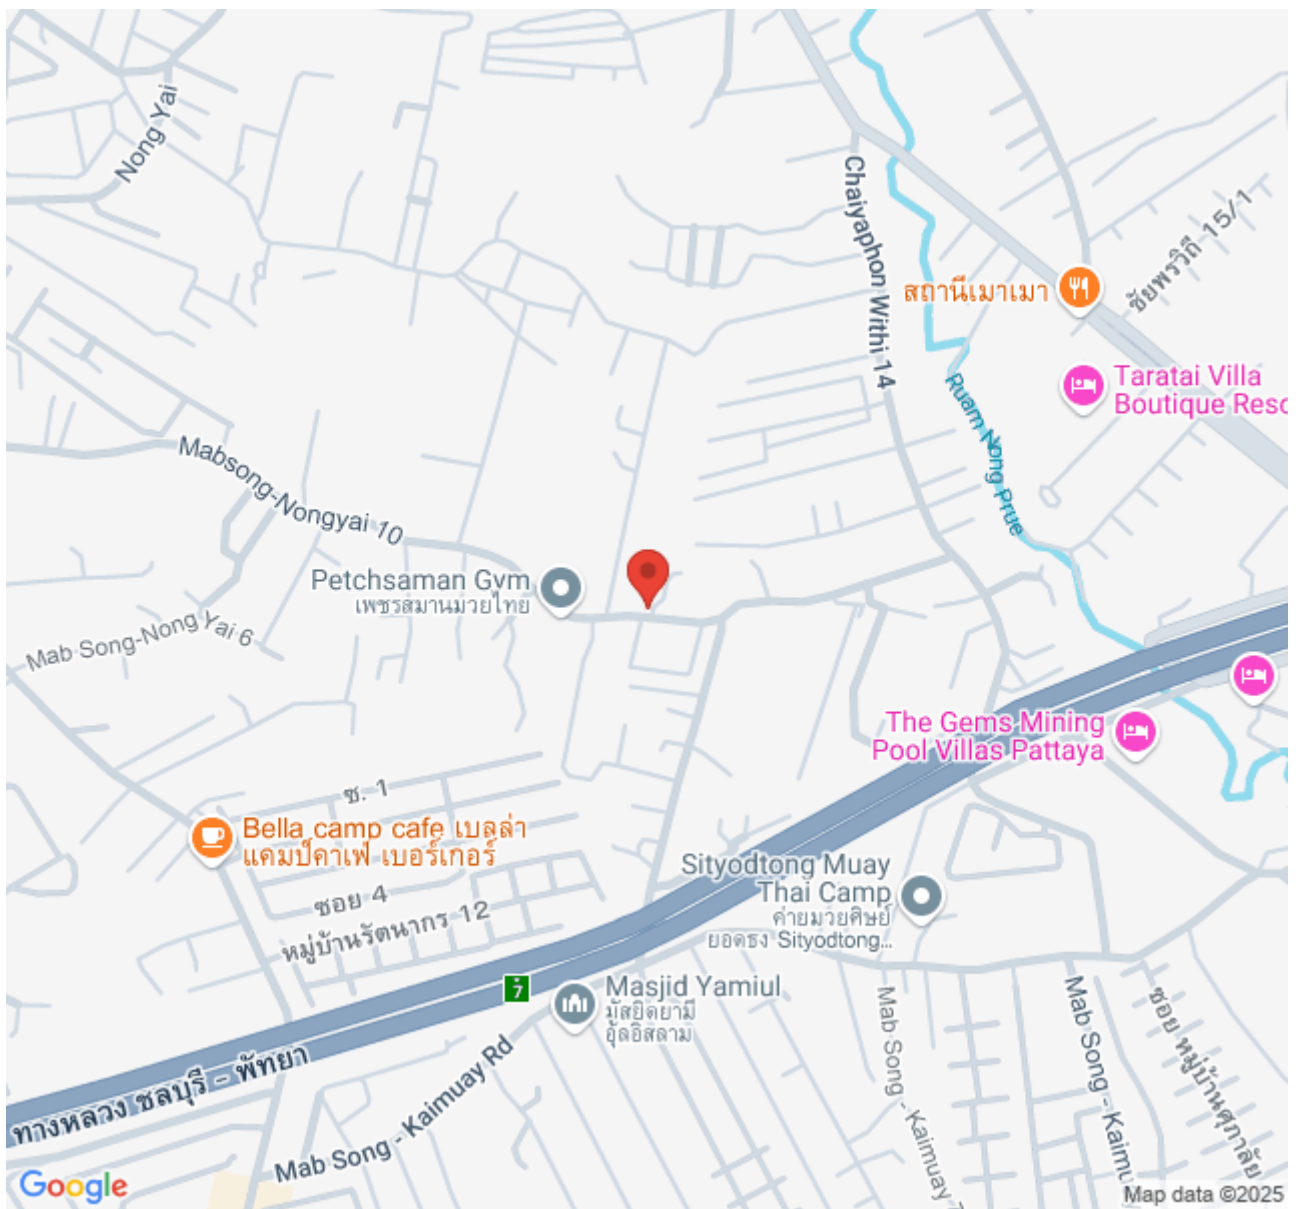 Nong Yai
Chaiyaphon Withi 14
ชัยพรวิถี 15/1
สถานีเมาเมา
Taratai Villa
Boutique Reso
Ruam Nong Prue
Mabsong-Nongyai 10
Petchsaman Gym
เพชรสมานมวยไทย
Mab Song-Nong Yai 6
The Gems Mining
Pool Villas Pattaya
ซ. 1
Bella camp cafe เบลล่า
แคมป์คาเฟ่ เบอร์เกอร์
ซอย 4
หมู่บ้านรัตนากร 12
Sityodtong Muay
Thai Camp
ค่ายมวยศิษย์
ยอดธง Sityodtong...
7
Masjid Yamiul
มัสยิดยามี
อุ้ลอิสลาม
ทางหลวง ชลบุรี - พัทยา
Mab Song - Kaimuay Rd
Mab Song - Kaimuay 7
Mab Song - Kaimu
ซอย หมู่บ้านศุภาลัย
Google
Map data ©2025